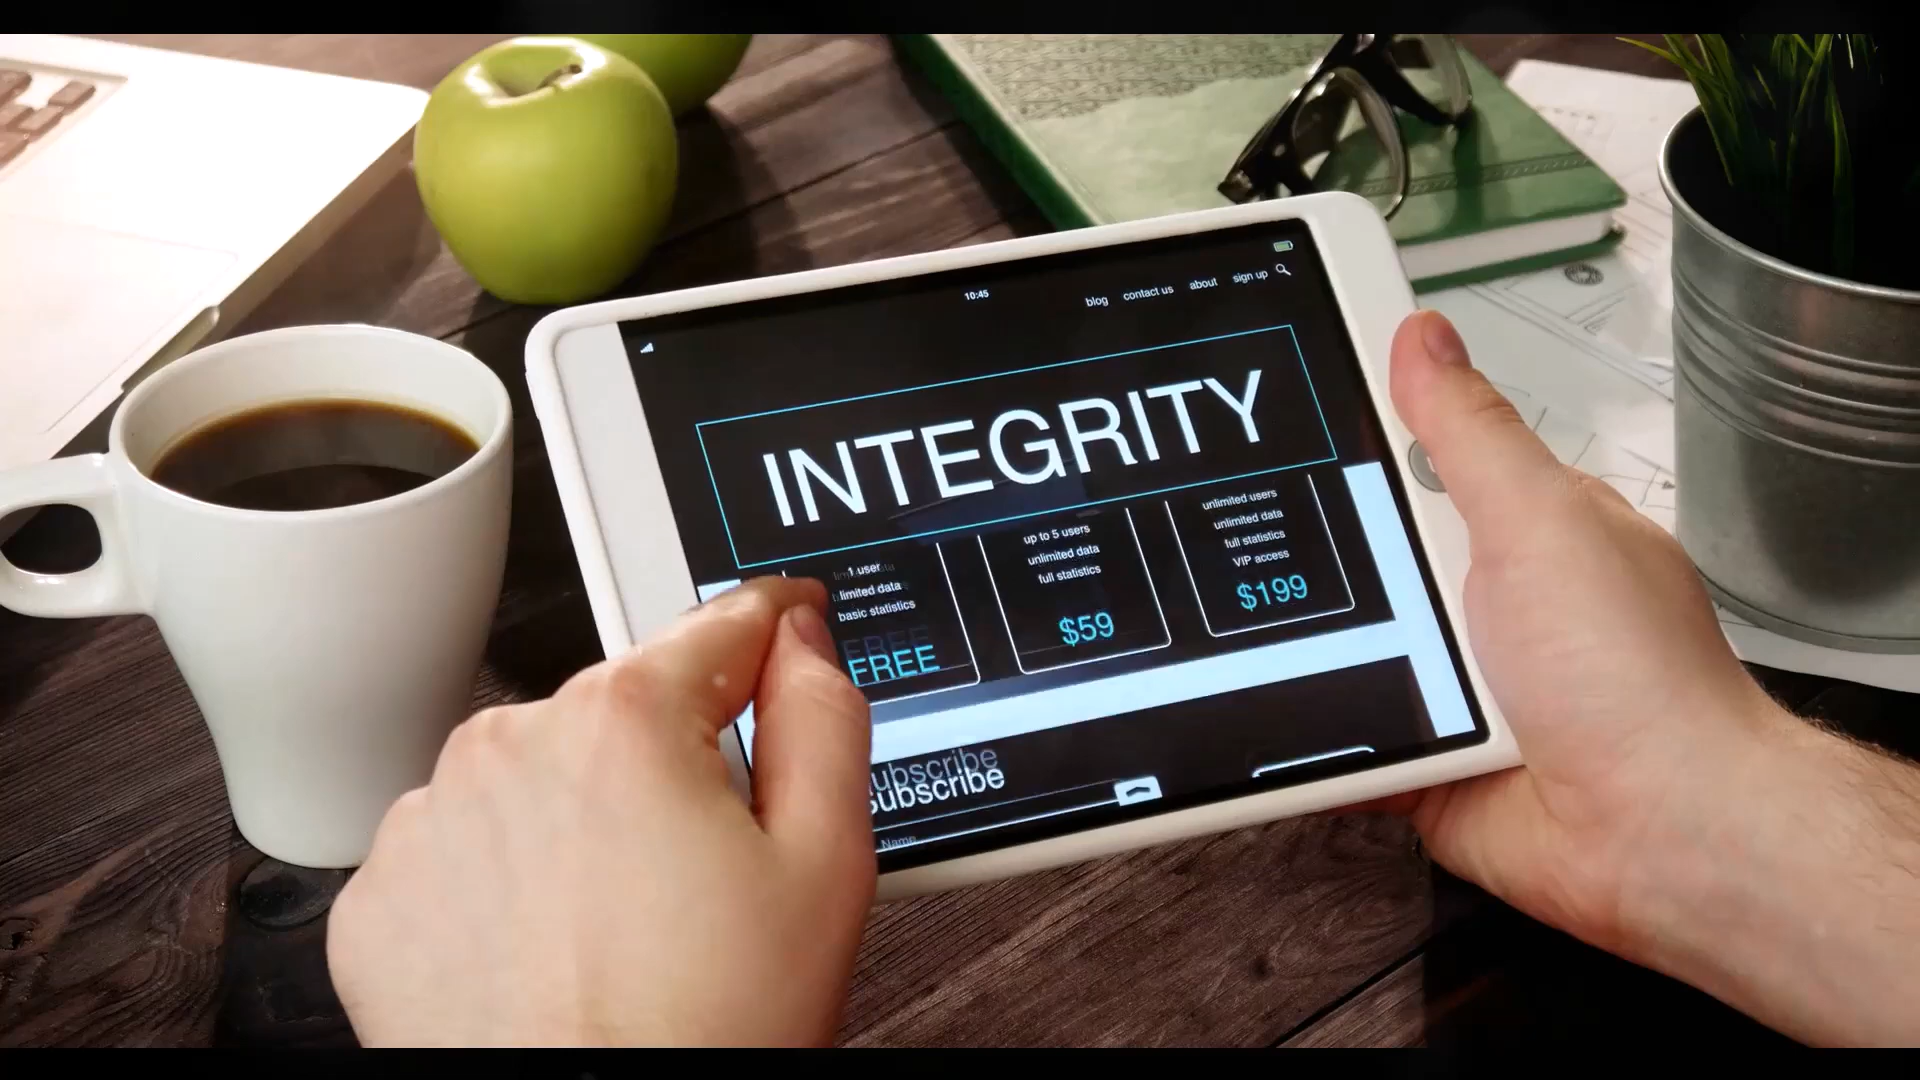 10:45
blog contact us about sign up
INTEGRITY
1 user
limited data
basic statistics
FREE
up to 5 users
unlimited data
full statistics
$59
unlimited users
unlimited data
full statistics
VIP access
$199
Subscribe
Name